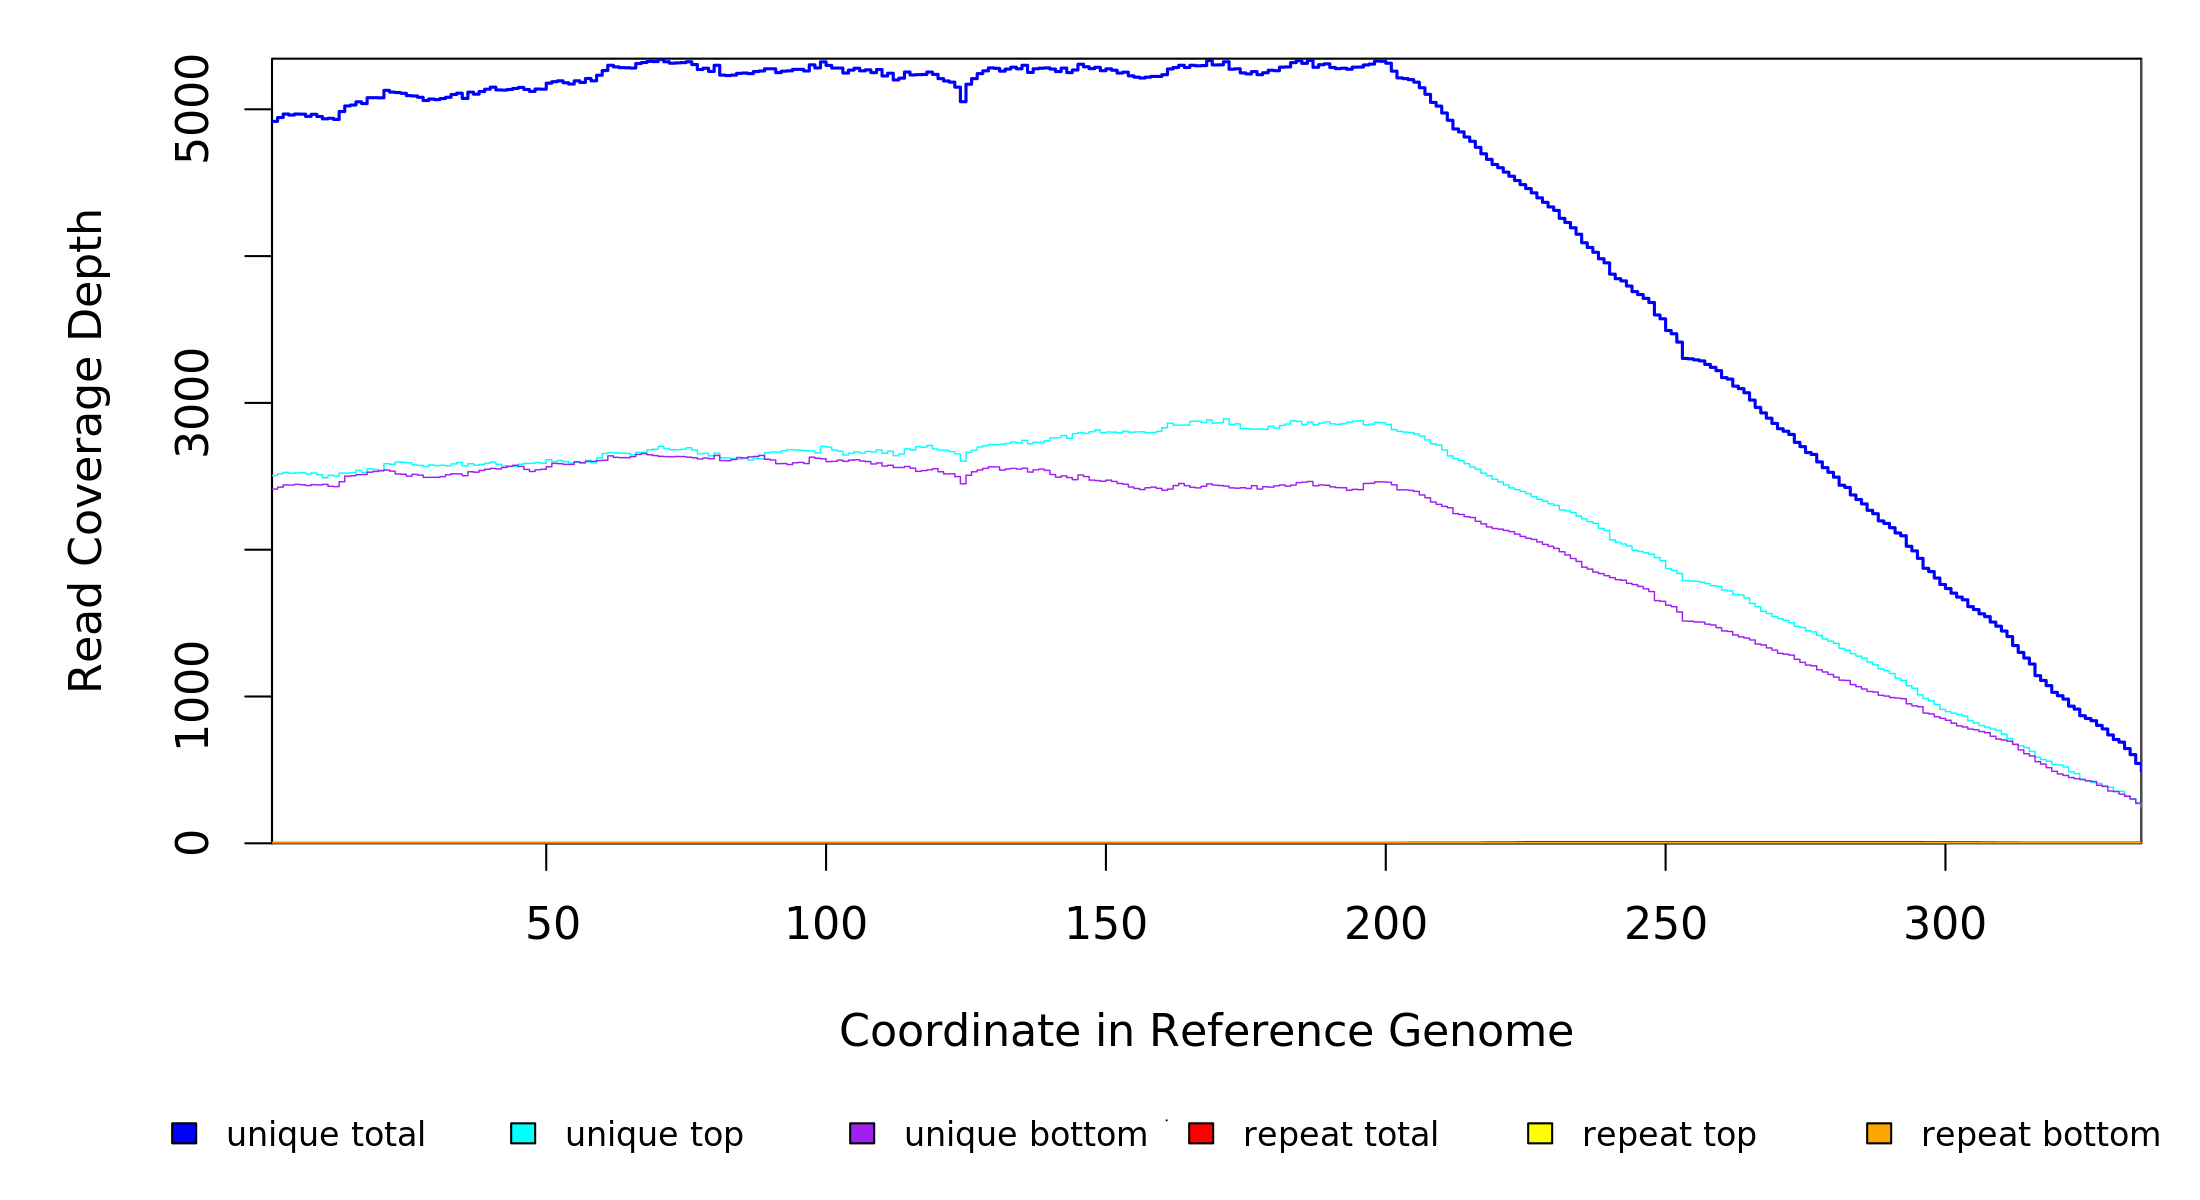 Read Coverage Depth
5000
3000
1000
0
50 100 150 200 250 300
Coordinate in Reference Genome
unique total unique top unique bottom repeat total repeat top repeat bottom